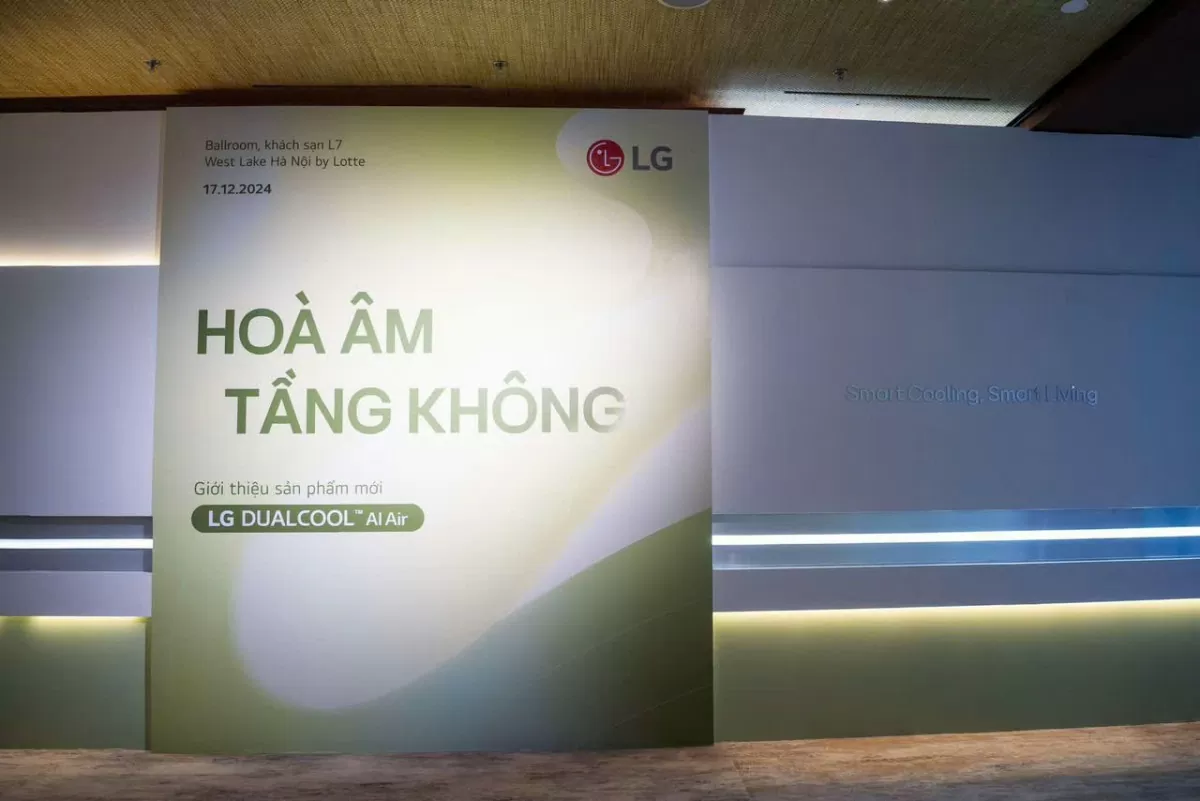 Ballroom, khách sạn L7
West Lake Hà Nội by Lotte
17.12.2024
LG
HOÀ ÂM
TẦNG KHÔNG
Giới thiệu sản phẩm mới
LG DUALCOOL™ AI Air
Smart Cooling, Smart Living